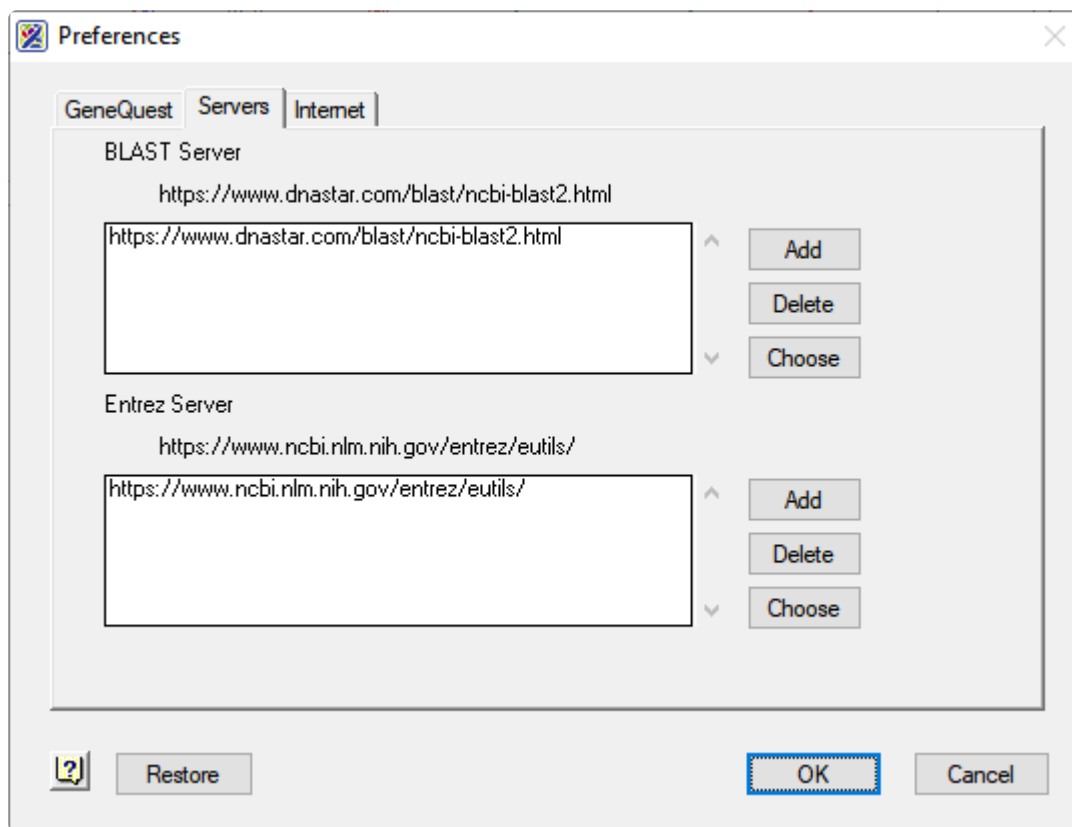 Preferences
GeneQuest Servers Internet
BLAST Server
https://www.dnastar.com/blast/ncbi-blast2.html
https://www.dnastar.com/blast/ncbi-blast2.html
Add
Delete
Choose
Entrez Server
https://www.ncbi.nlm.nih.gov/entrez/eutils/
https://www.ncbi.nlm.nih.gov/entrez/eutils/
Add
Delete
Choose
? Restore OK Cancel